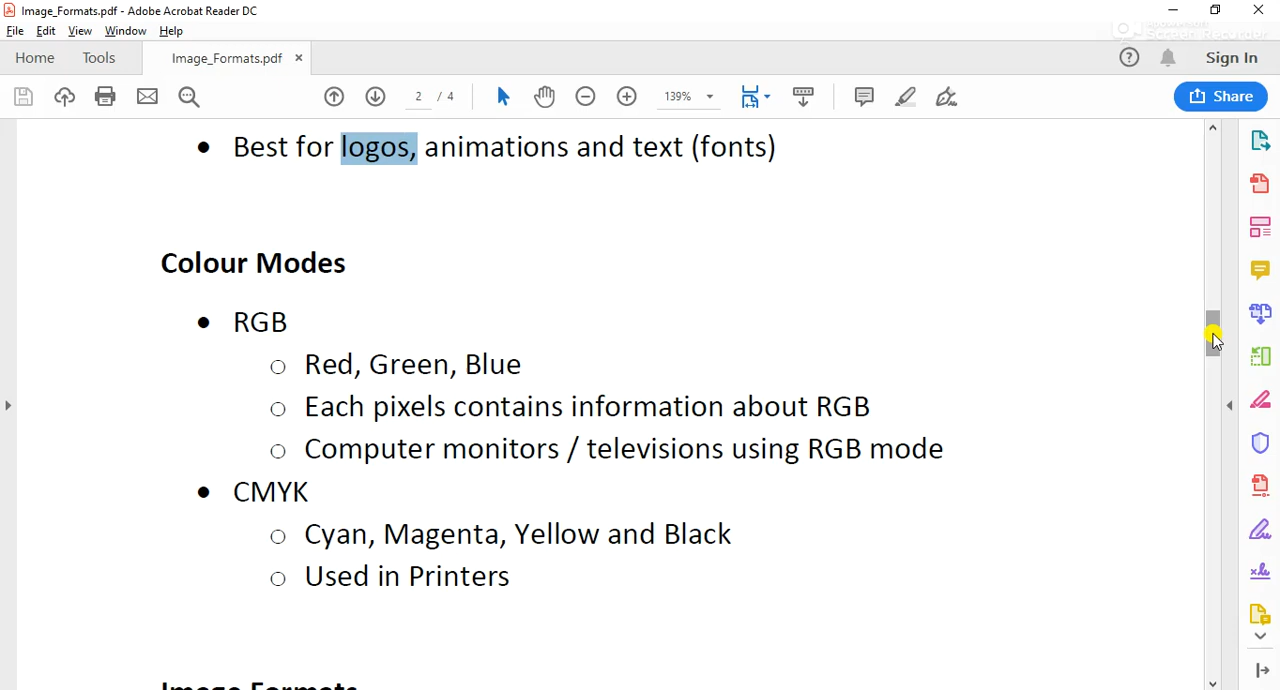 Image_Formats.pdf - Adobe Acrobat Reader DC
File Edit View Window Help
Screen Recorder
Home Tools Image_Formats.pdf × Sign In
2 / 4 139% Share
• Best for logos, animations and text (fonts)
Colour Modes
• RGB
○ Red, Green, Blue
○ Each pixels contains information about RGB
○ Computer monitors / televisions using RGB mode
• CMYK
○ Cyan, Magenta, Yellow and Black
○ Used in Printers
Image Formats